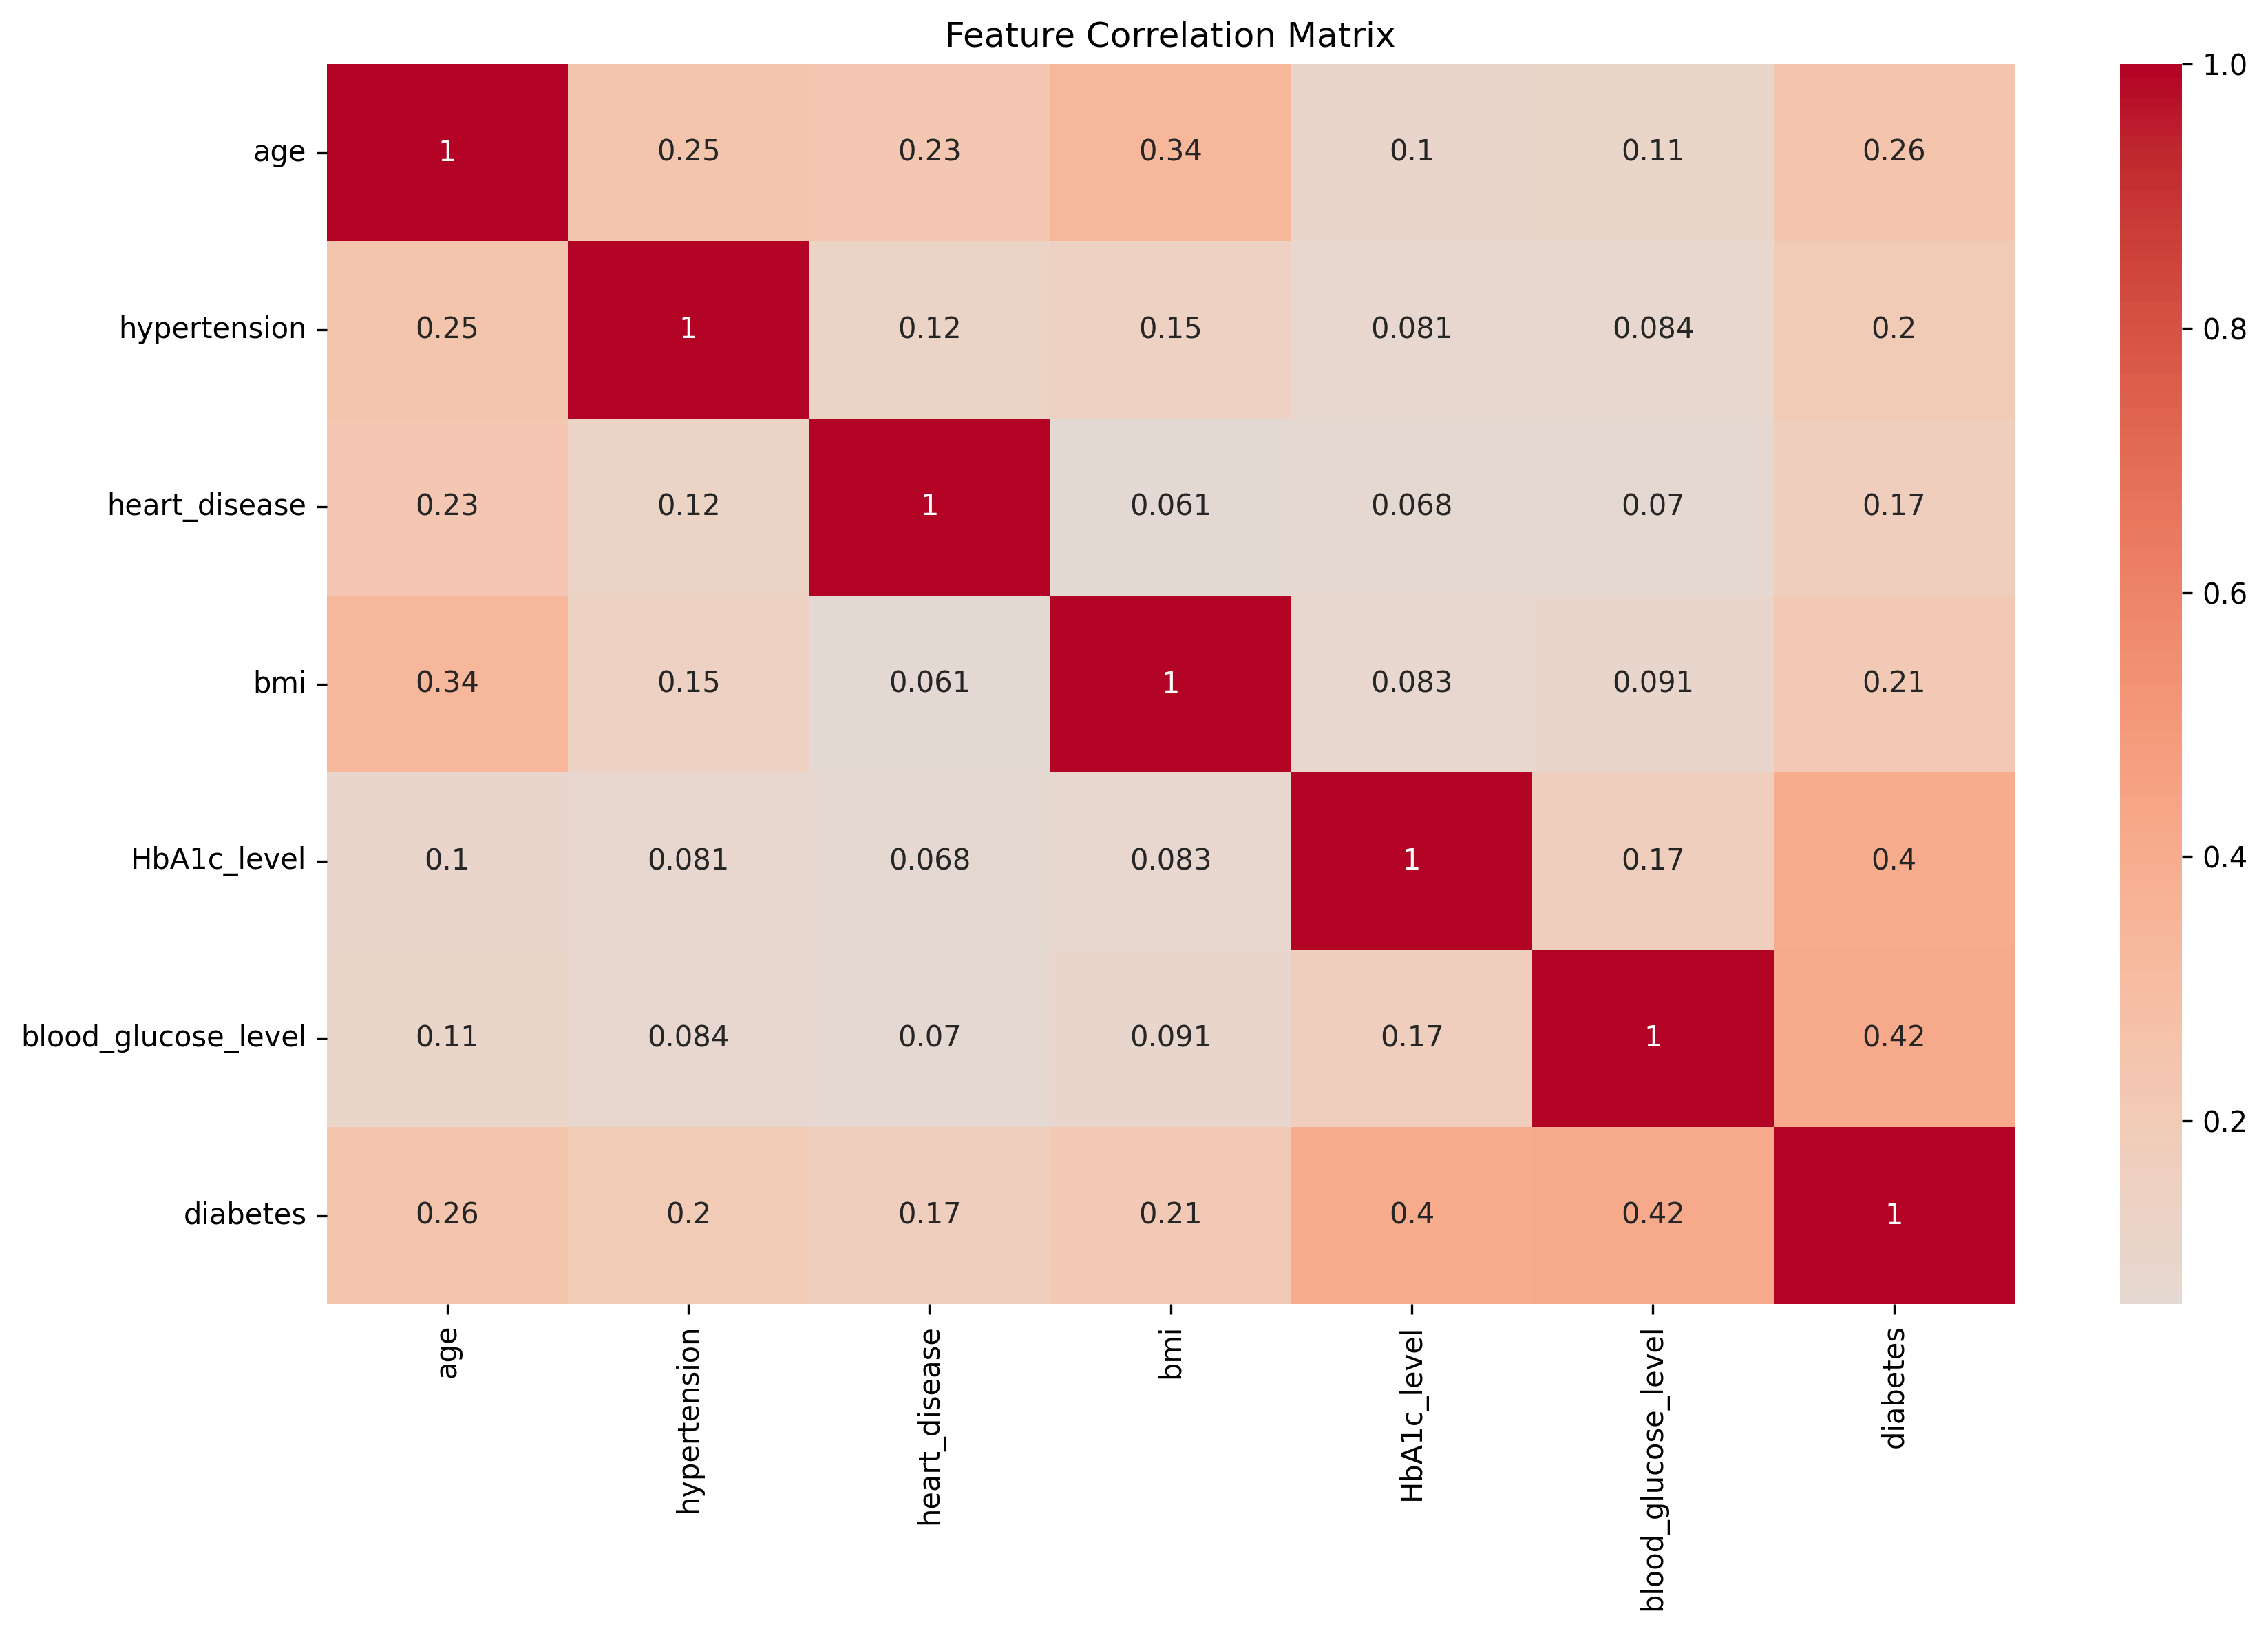 Feature Correlation Matrix
age 1 0.25 0.23 0.34 0.1 0.11 0.26
hypertension 0.25 1 0.12 0.15 0.081 0.084 0.2
heart_disease 0.23 0.12 1 0.061 0.068 0.07 0.17
bmi 0.34 0.15 0.061 1 0.083 0.091 0.21
HbA1c_level 0.1 0.081 0.068 0.083 1 0.17 0.4
blood_glucose_level 0.11 0.084 0.07 0.091 0.17 1 0.42
diabetes 0.26 0.2 0.17 0.21 0.4 0.42 1
age
hypertension
heart_disease
bmi
HbA1c_level
blood_glucose_level
diabetes
1.0
0.8
0.6
0.4
0.2